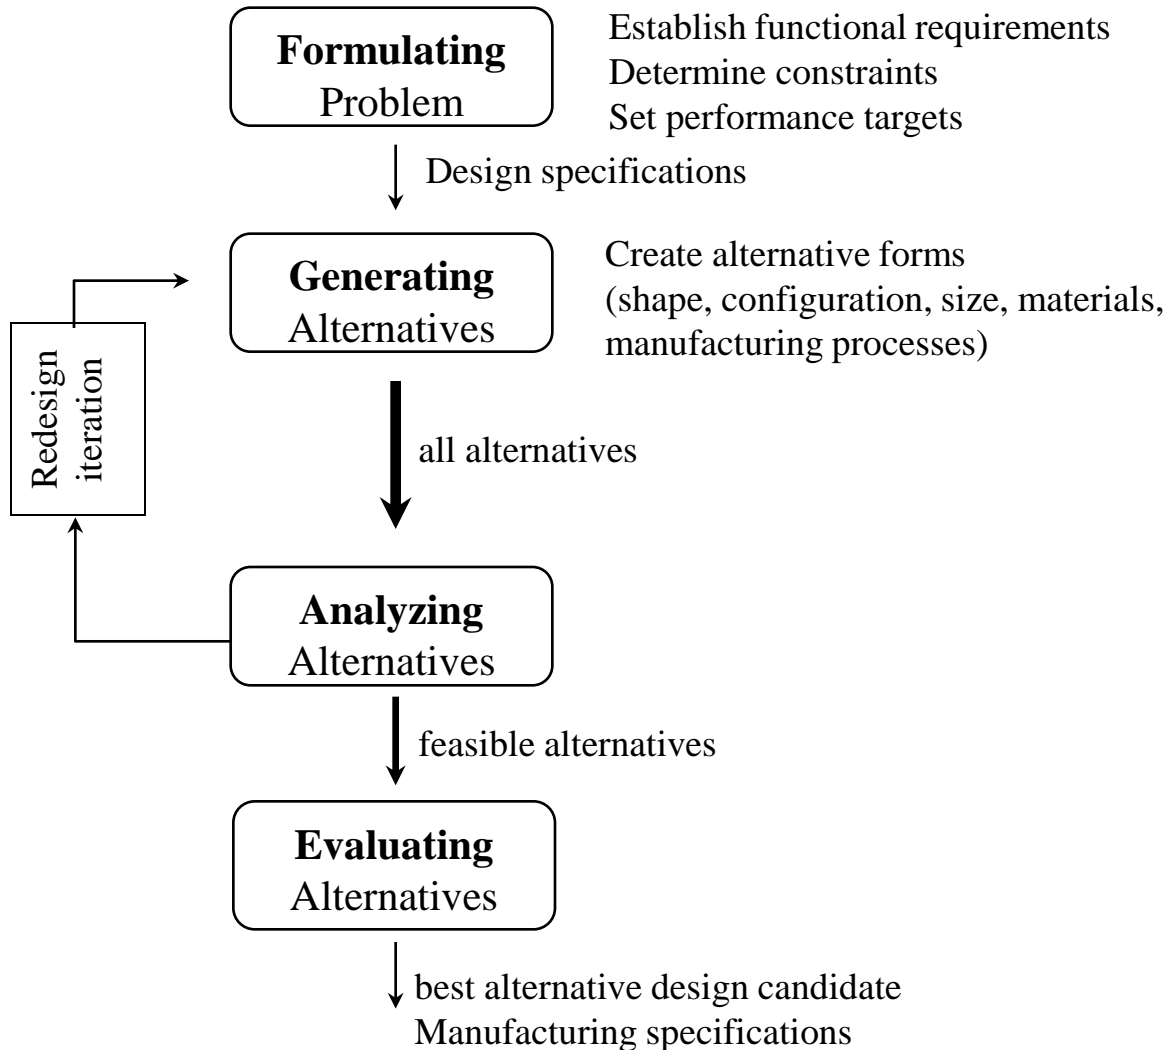 Formulating
Problem
Establish functional requirements
Determine constraints
Set performance targets
Design specifications
Generating
Alternatives
Create alternative forms
(shape, configuration, size, materials,
manufacturing processes)
Redesign
iteration
all alternatives
Analyzing
Alternatives
feasible alternatives
Evaluating
Alternatives
best alternative design candidate
Manufacturing specifications